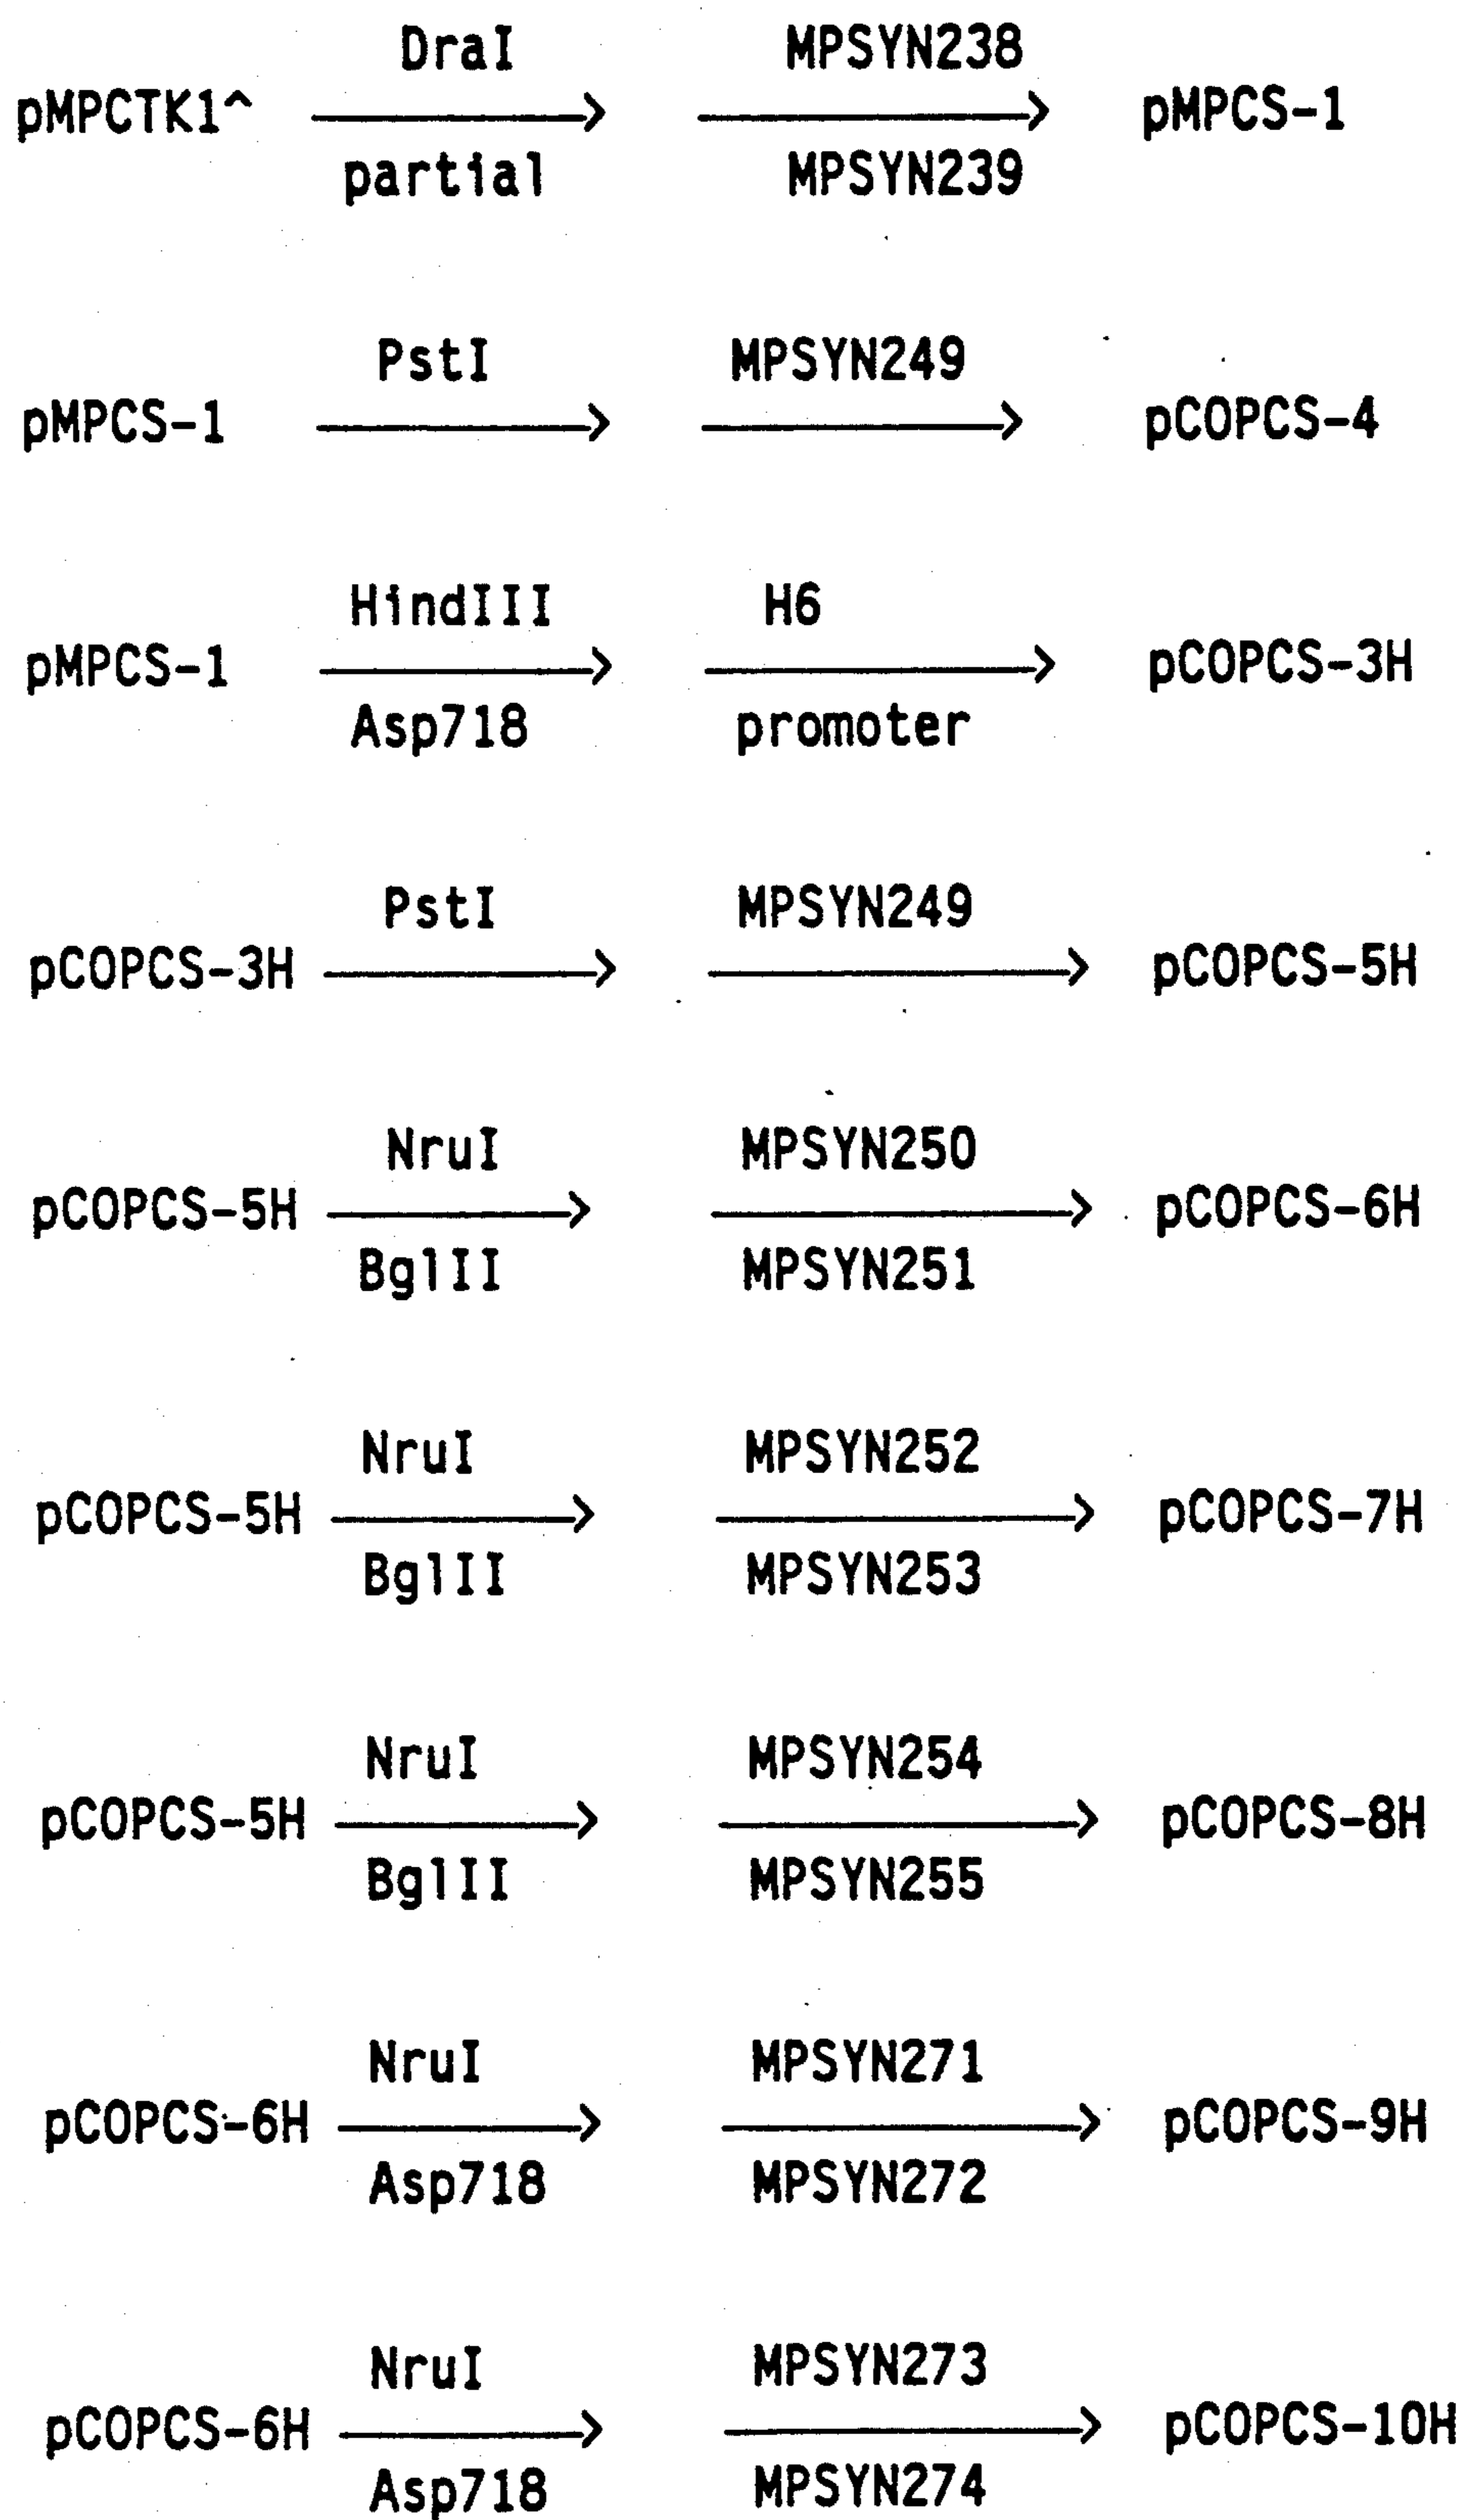 DraI MPSYN238
pMPCTK1^ pMPCS-1
partial MPSYN239
PstI MPSYN249
pMPCS-1 pCOPCS-4
HindIII H6
pMPCS-1 pCOPCS-3H
Asp718 promoter
PstI MPSYN249
pCOPCS-3H pCOPCS-5H
NruI MPSYN250
pCOPCS-5H pCOPCS-6H
BglII MPSYN251
NruI MPSYN252
pCOPCS-5H pCOPCS-7H
BglII MPSYN253
NruI MPSYN254
pCOPCS-5H pCOPCS-8H
BglII MPSYN255
NruI MPSYN271
pCOPCS-6H pCOPCS-9H
Asp718 MPSYN272
NruI MPSYN273
pCOPCS-6H pCOPCS-10H
Asp718 MPSYN274